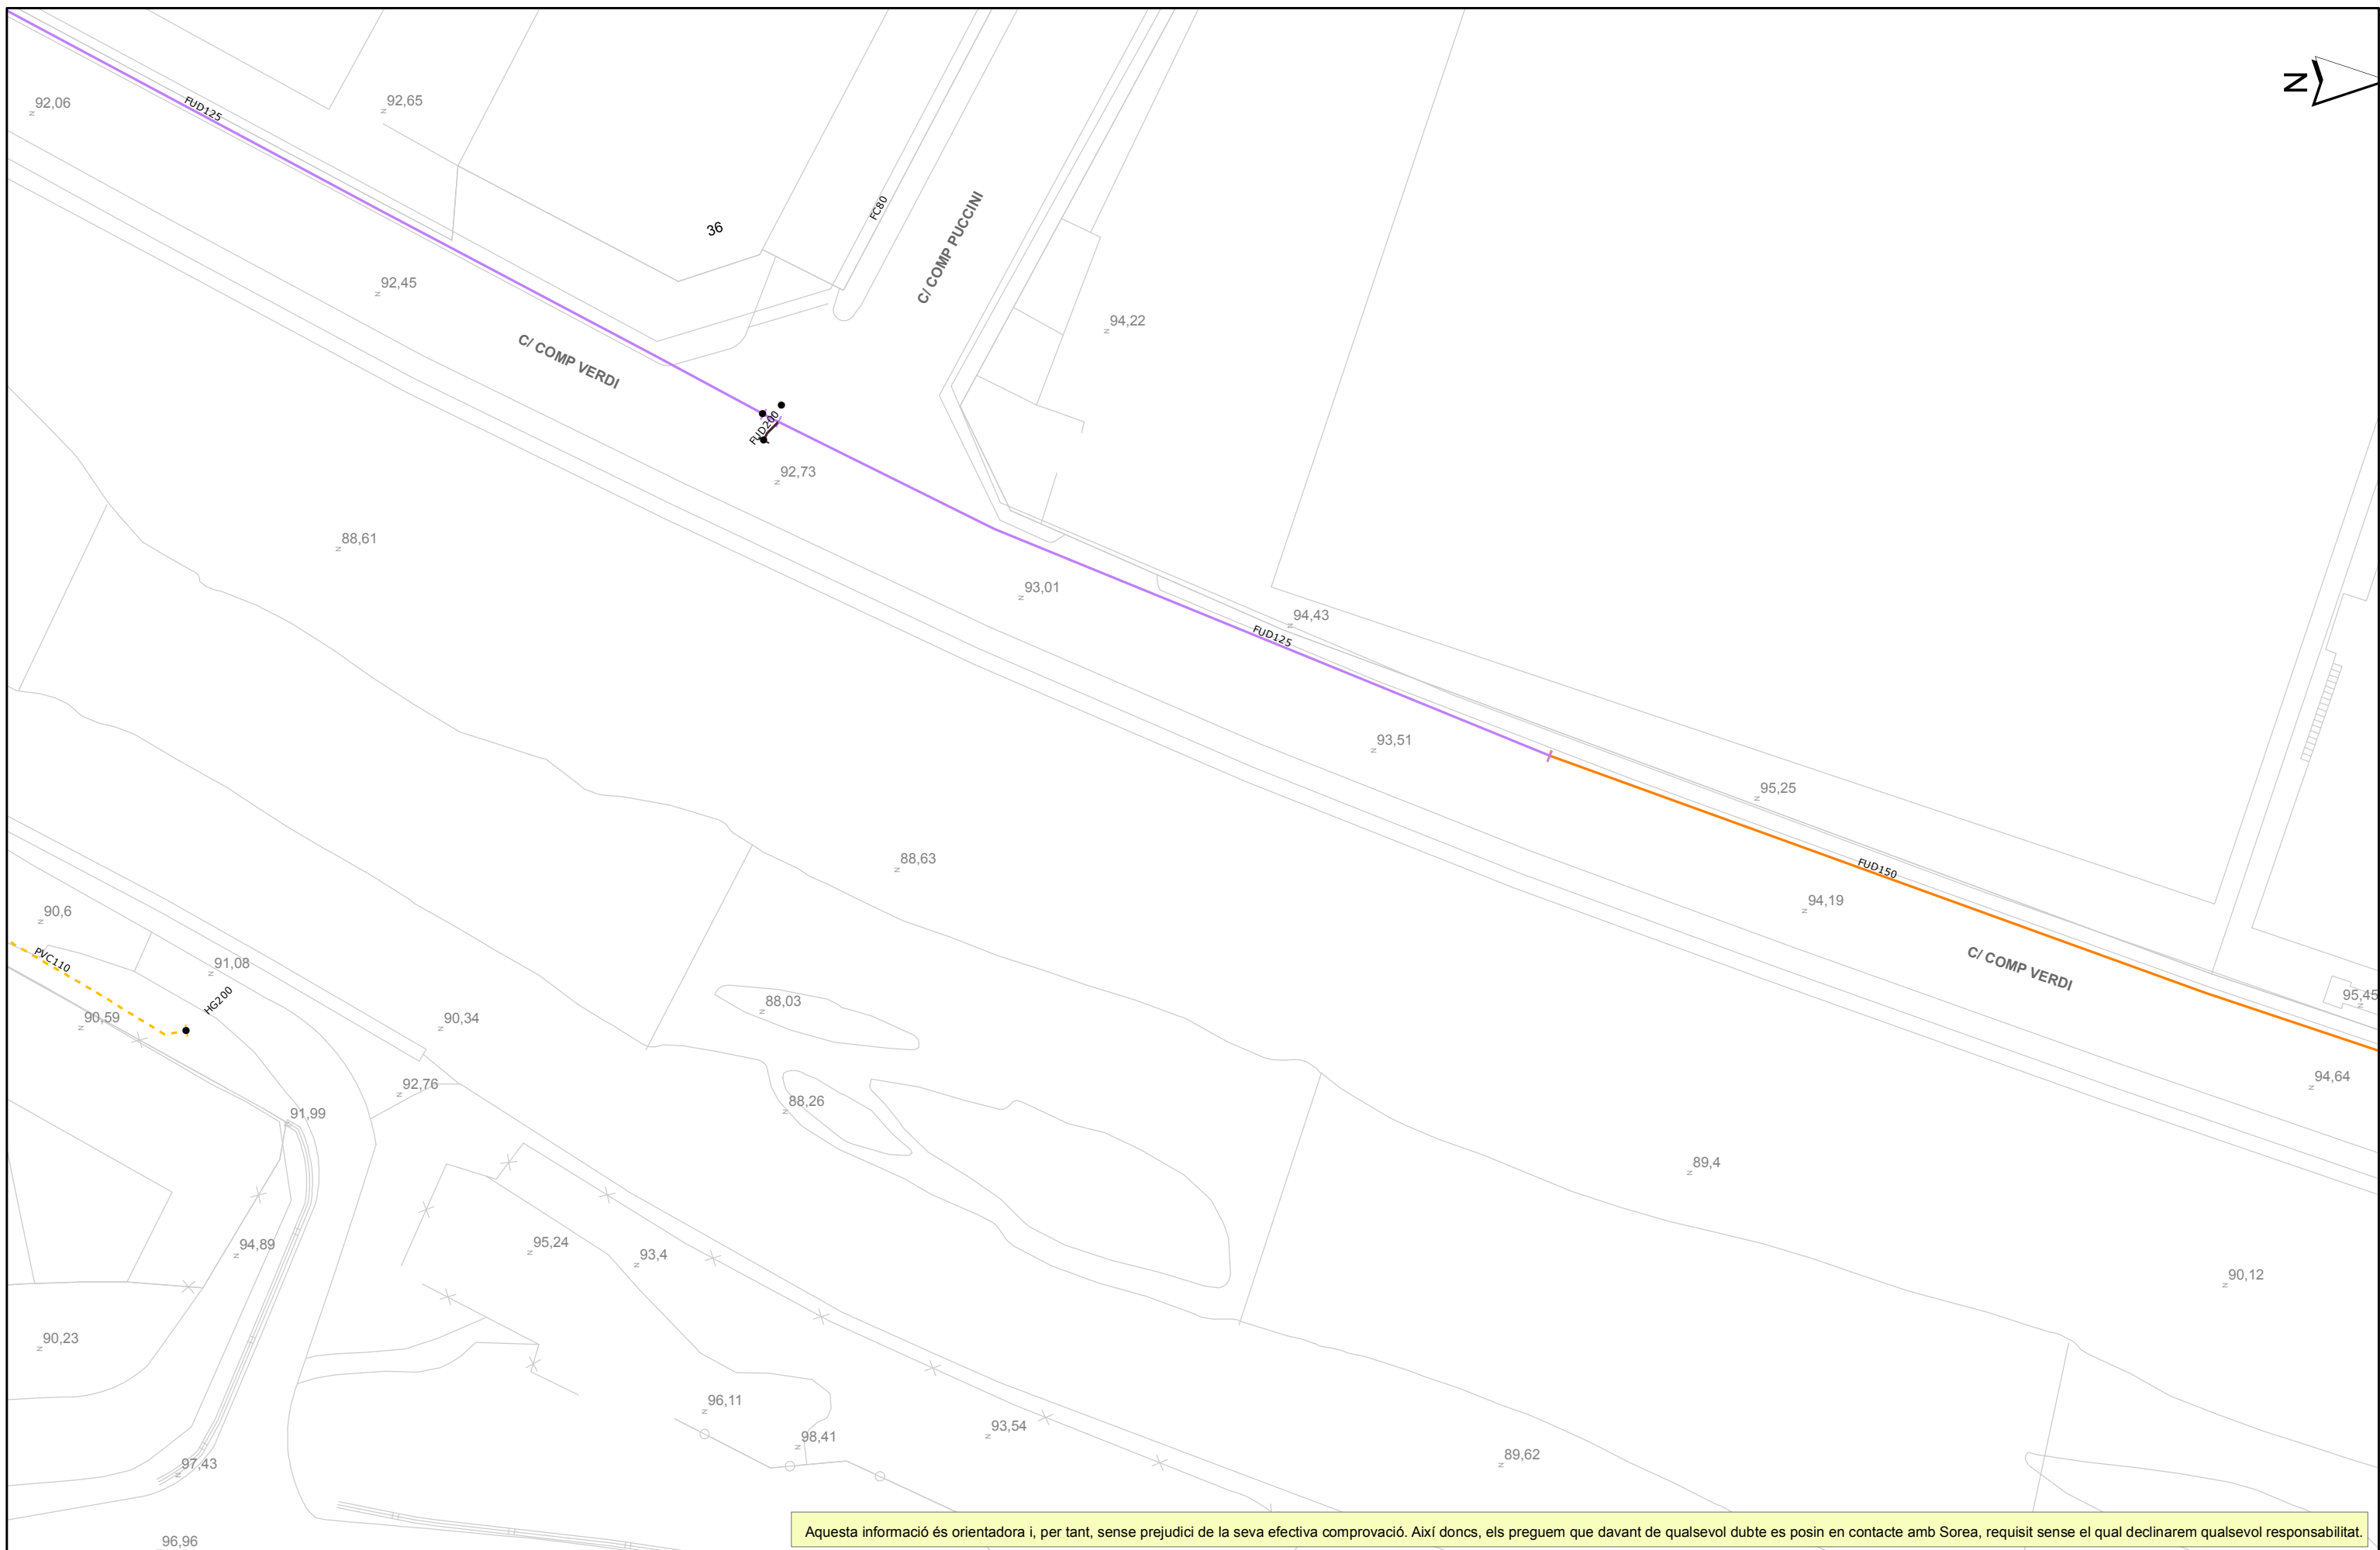 92,06
FUD125
92,65
36
FC80
C/ COMP PUCCINI
N
92,45
C/ COMP VERDI
94,22
FUD200
92,73
88,61
93,01
94,43
FUD125
93,51
95,25
88,63
FUD150
94,19
C/ COMP VERDI
90,6
PVC110
91,08
HG200
90,59
90,34
88,03
95,45
92,76
94,64
91,99
88,26
89,4
94,89
95,24
93,4
90,12
90,23
96,11
98,41
93,54
89,62
97,43
96,96
Aquesta informació és orientadora i, per tant, sense prejudici de la seva efectiva comprovació. Així doncs, els preguem que davant de qualsevol dubte es posin en contacte amb Sorea, requisit sense el qual declinarem qualsevol responsabilitat.